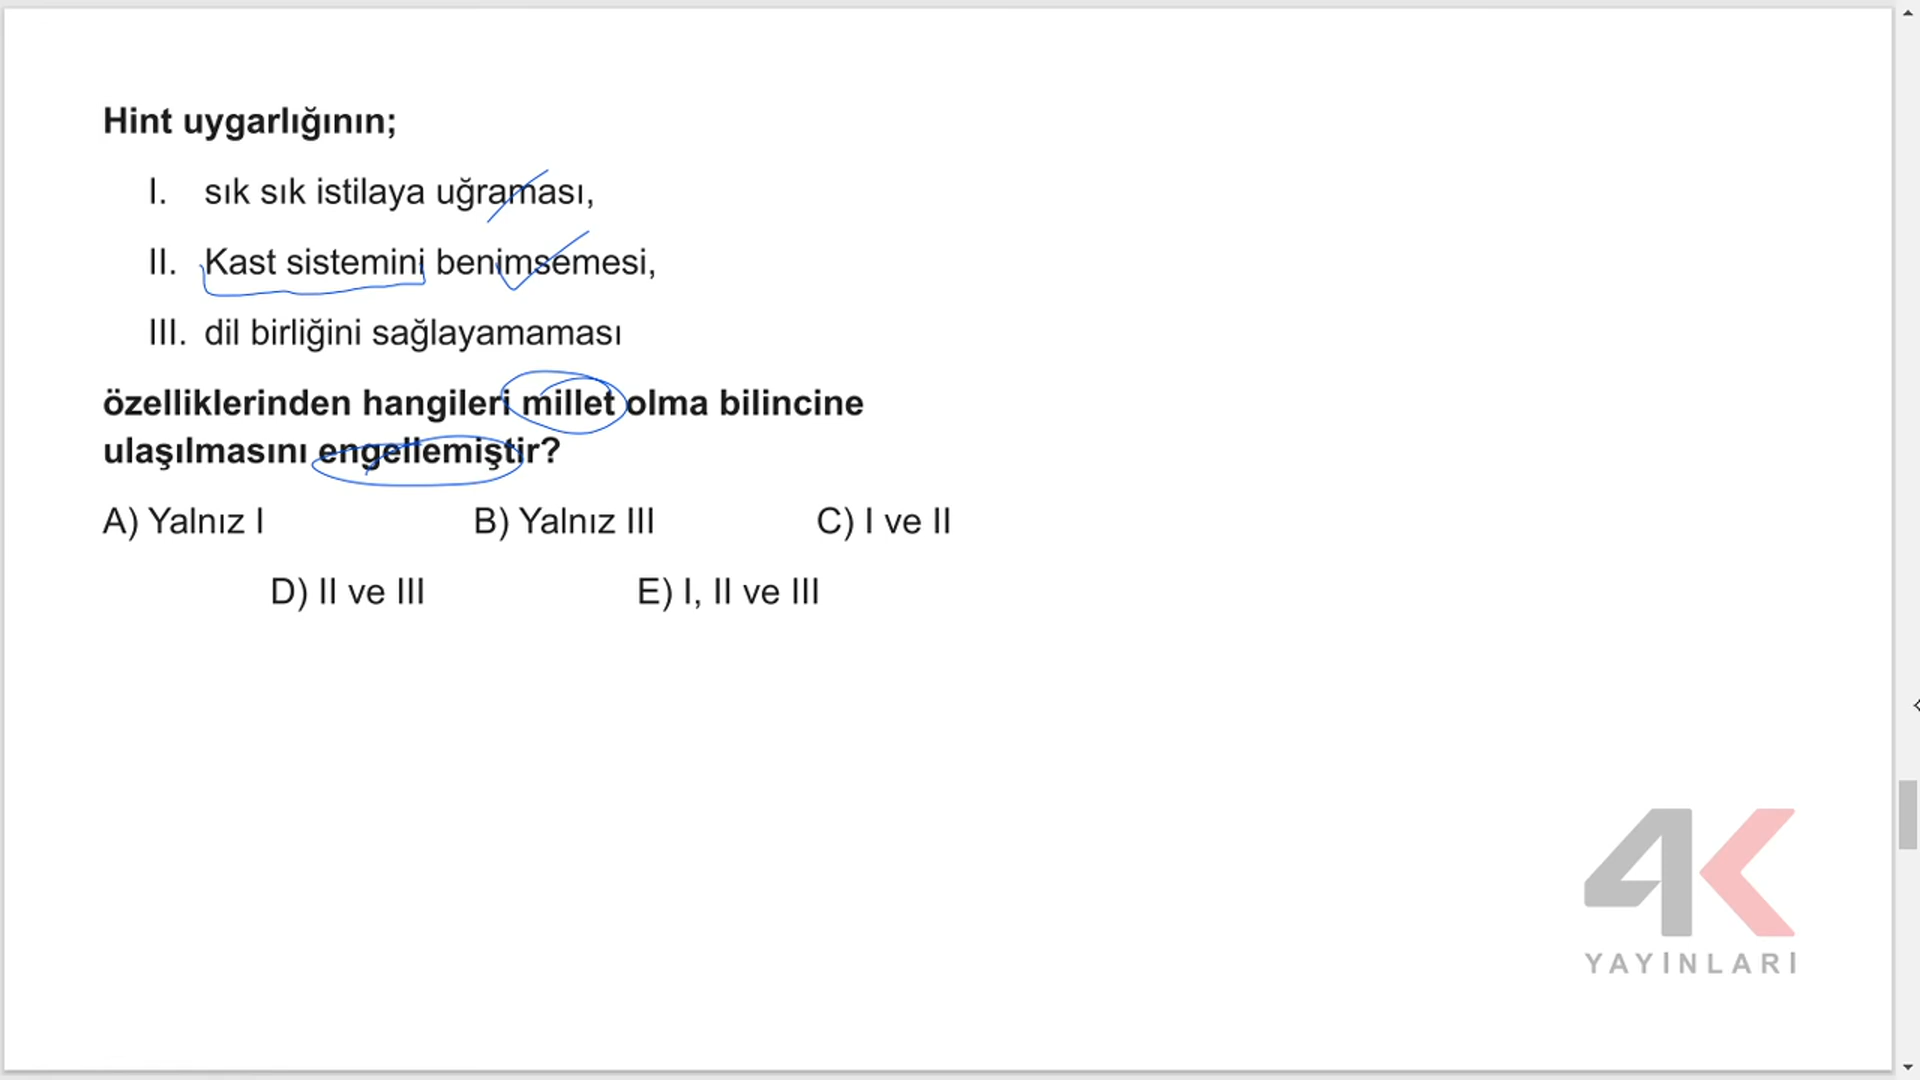 Hint uygarlığının;
I. sık sık istilaya uğraması,
II. Kast sistemini benimsemesi,
III. dil birliğini sağlayamaması
özelliklerinden hangileri millet olma bilincine
ulaşılmasını engellemiştir?
A) Yalnız I B) Yalnız III C) I ve II
D) II ve III E) I, II ve III
4K
YAYINLARI